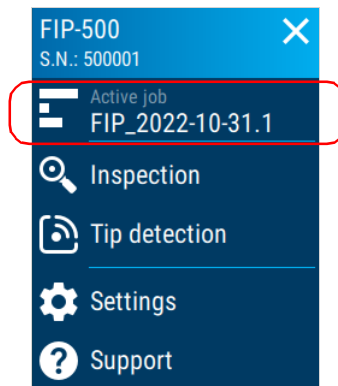 FIP-500
S.N.: 500001
Active job
FIP_2022-10-31.1
Inspection
Tip detection
Settings
Support